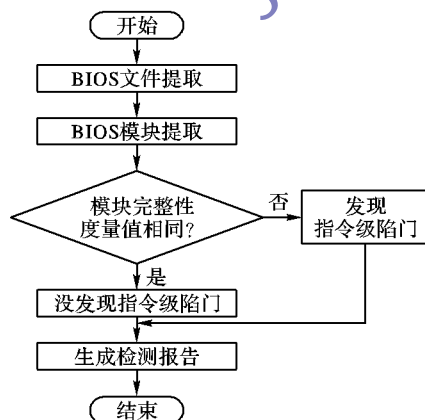 开始
BIOS文件提取
BIOS模块提取
模块完整性
度量值相同?
否
发现
指令级陷门
是
没发现指令级陷门
生成检测报告
结束